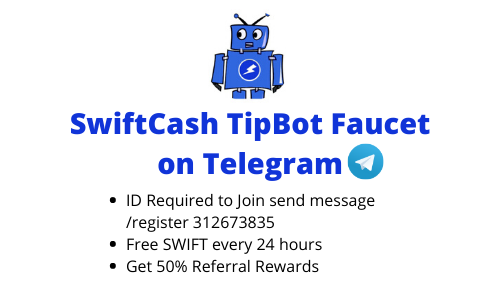 SwiftCash TipBot Faucet
on Telegram
ID Required to Join send message
/register 312673835
Free SWIFT every 24 hours
Get 50% Referral Rewards